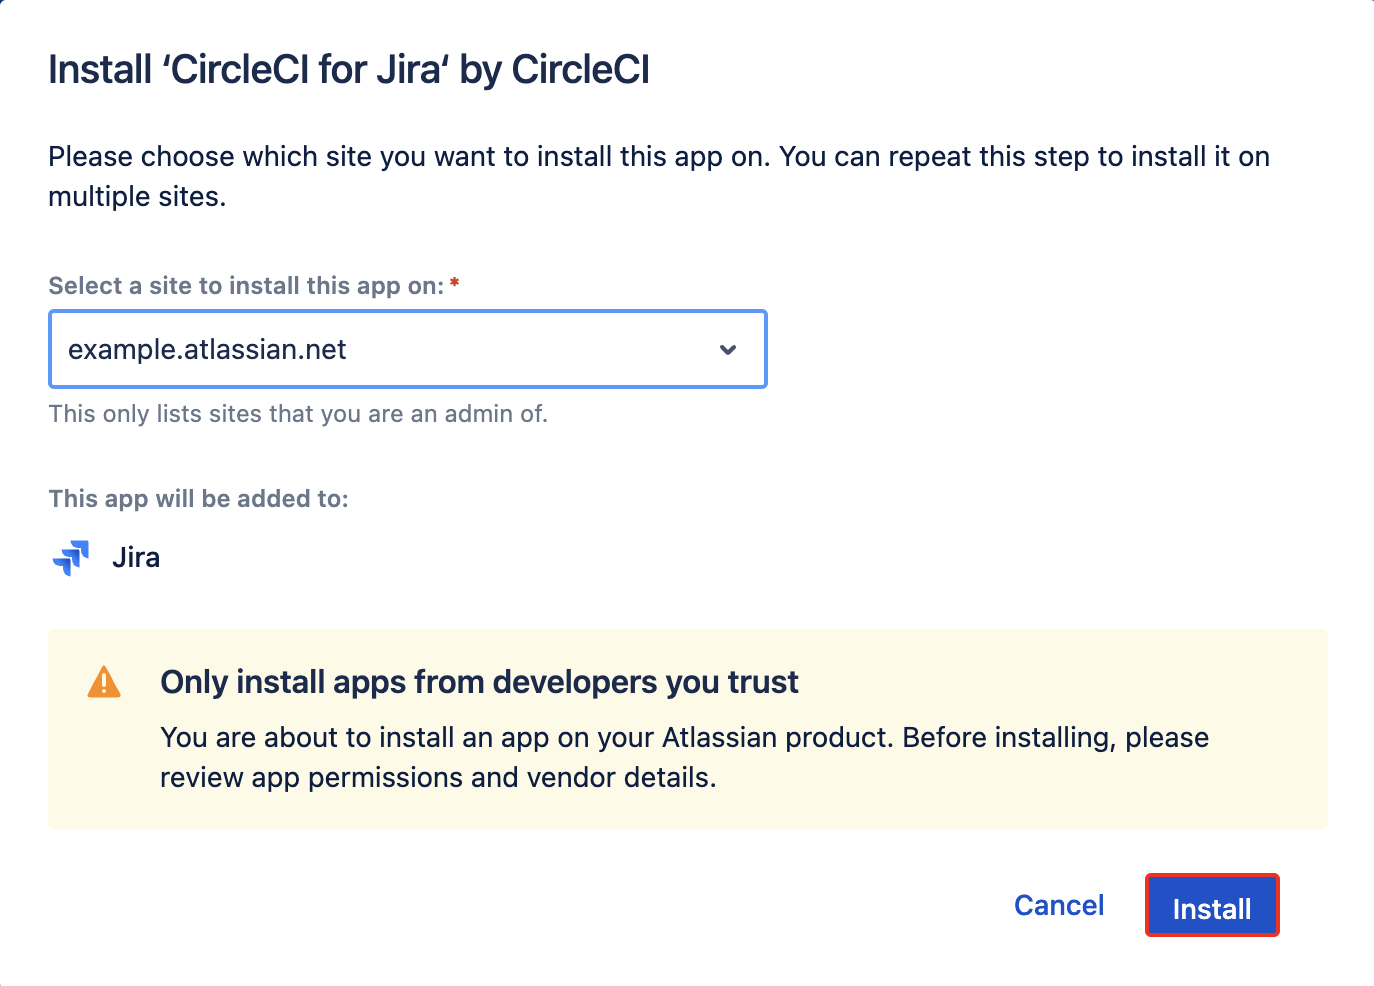 Install ‘CircleCI for Jira‘ by CircleCI
Please choose which site you want to install this app on. You can repeat this step to install it on
multiple sites.
Select a site to install this app on: *
example.atlassian.net
This only lists sites that you are an admin of.
This app will be added to:
Jira
Only install apps from developers you trust
You are about to install an app on your Atlassian product. Before installing, please
review app permissions and vendor details.
Cancel
Install